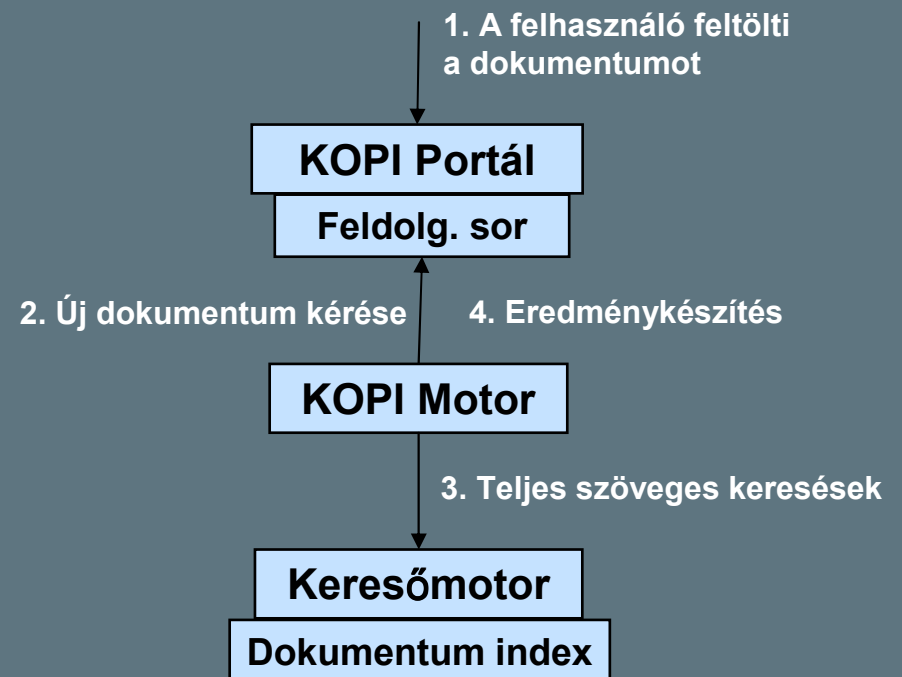 1. A felhasználó feltölti
a dokumentumot
KOPI Portál
Feldolg. sor
2. Új dokumentum kérése
4. Eredménykészítés
KOPI Motor
3. Teljes szöveges keresések
Keresőmotor
Dokumentum index